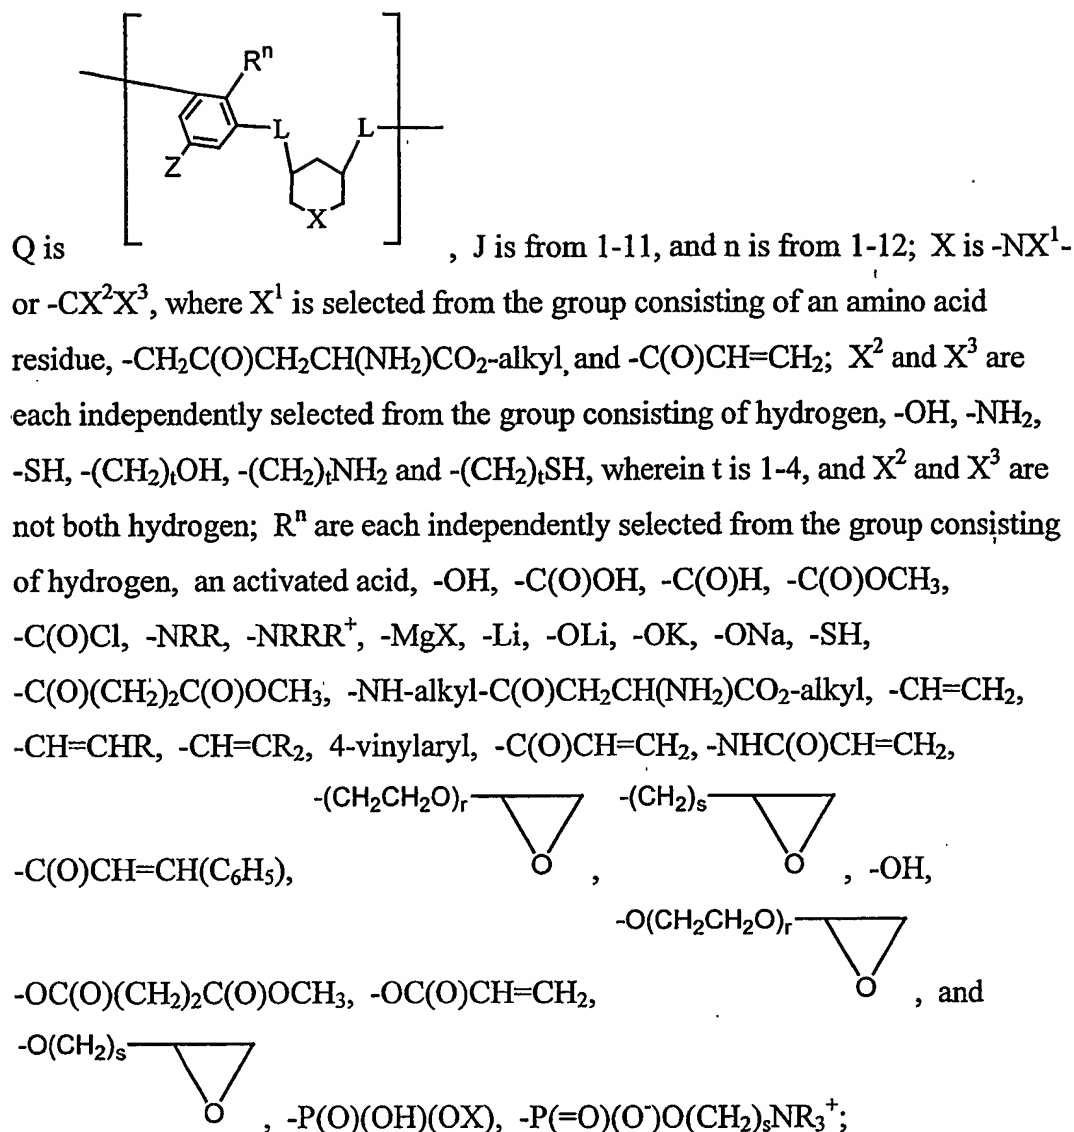 Rⁿ
L L
Z
X
Q is , J is from 1-11, and n is from 1-12; X is -NX¹-
or -CX²X³, where X¹ is selected from the group consisting of an amino acid
residue, -CH₂C(O)CH₂CH(NH₂)CO₂-alkyl, and -C(O)CH=CH₂; X² and X³ are
each independently selected from the group consisting of hydrogen, -OH, -NH₂,
-SH, -(CH₂)ₜOH, -(CH₂)ₜNH₂ and -(CH₂)ₜSH, wherein t is 1-4, and X² and X³ are
not both hydrogen; Rⁿ are each independently selected from the group consisting
of hydrogen, an activated acid, -OH, -C(O)OH, -C(O)H, -C(O)OCH₃,
-C(O)Cl, -NRR, -NRRR⁺, -MgX, -Li, -OLi, -OK, -ONa, -SH,
-C(O)(CH₂)₂C(O)OCH₃, -NH-alkyl-C(O)CH₂CH(NH₂)CO₂-alkyl, -CH=CH₂,
-CH=CHR, -CH=CR₂, 4-vinylaryl, -C(O)CH=CH₂, -NHC(O)CH=CH₂,
-(CH₂CH₂O)ᵣ -(CH₂)ₛ
-C(O)CH=CH(C₆H₅), O , O , -OH,
-O(CH₂CH₂O)ᵣ
-OC(O)(CH₂)₂C(O)OCH₃, -OC(O)CH=CH₂, O , and
-O(CH₂)ₛ
O , -P(O)(OH)(OX), -P(=O)(O⁻)O(CH₂)ₛNR₃⁺;